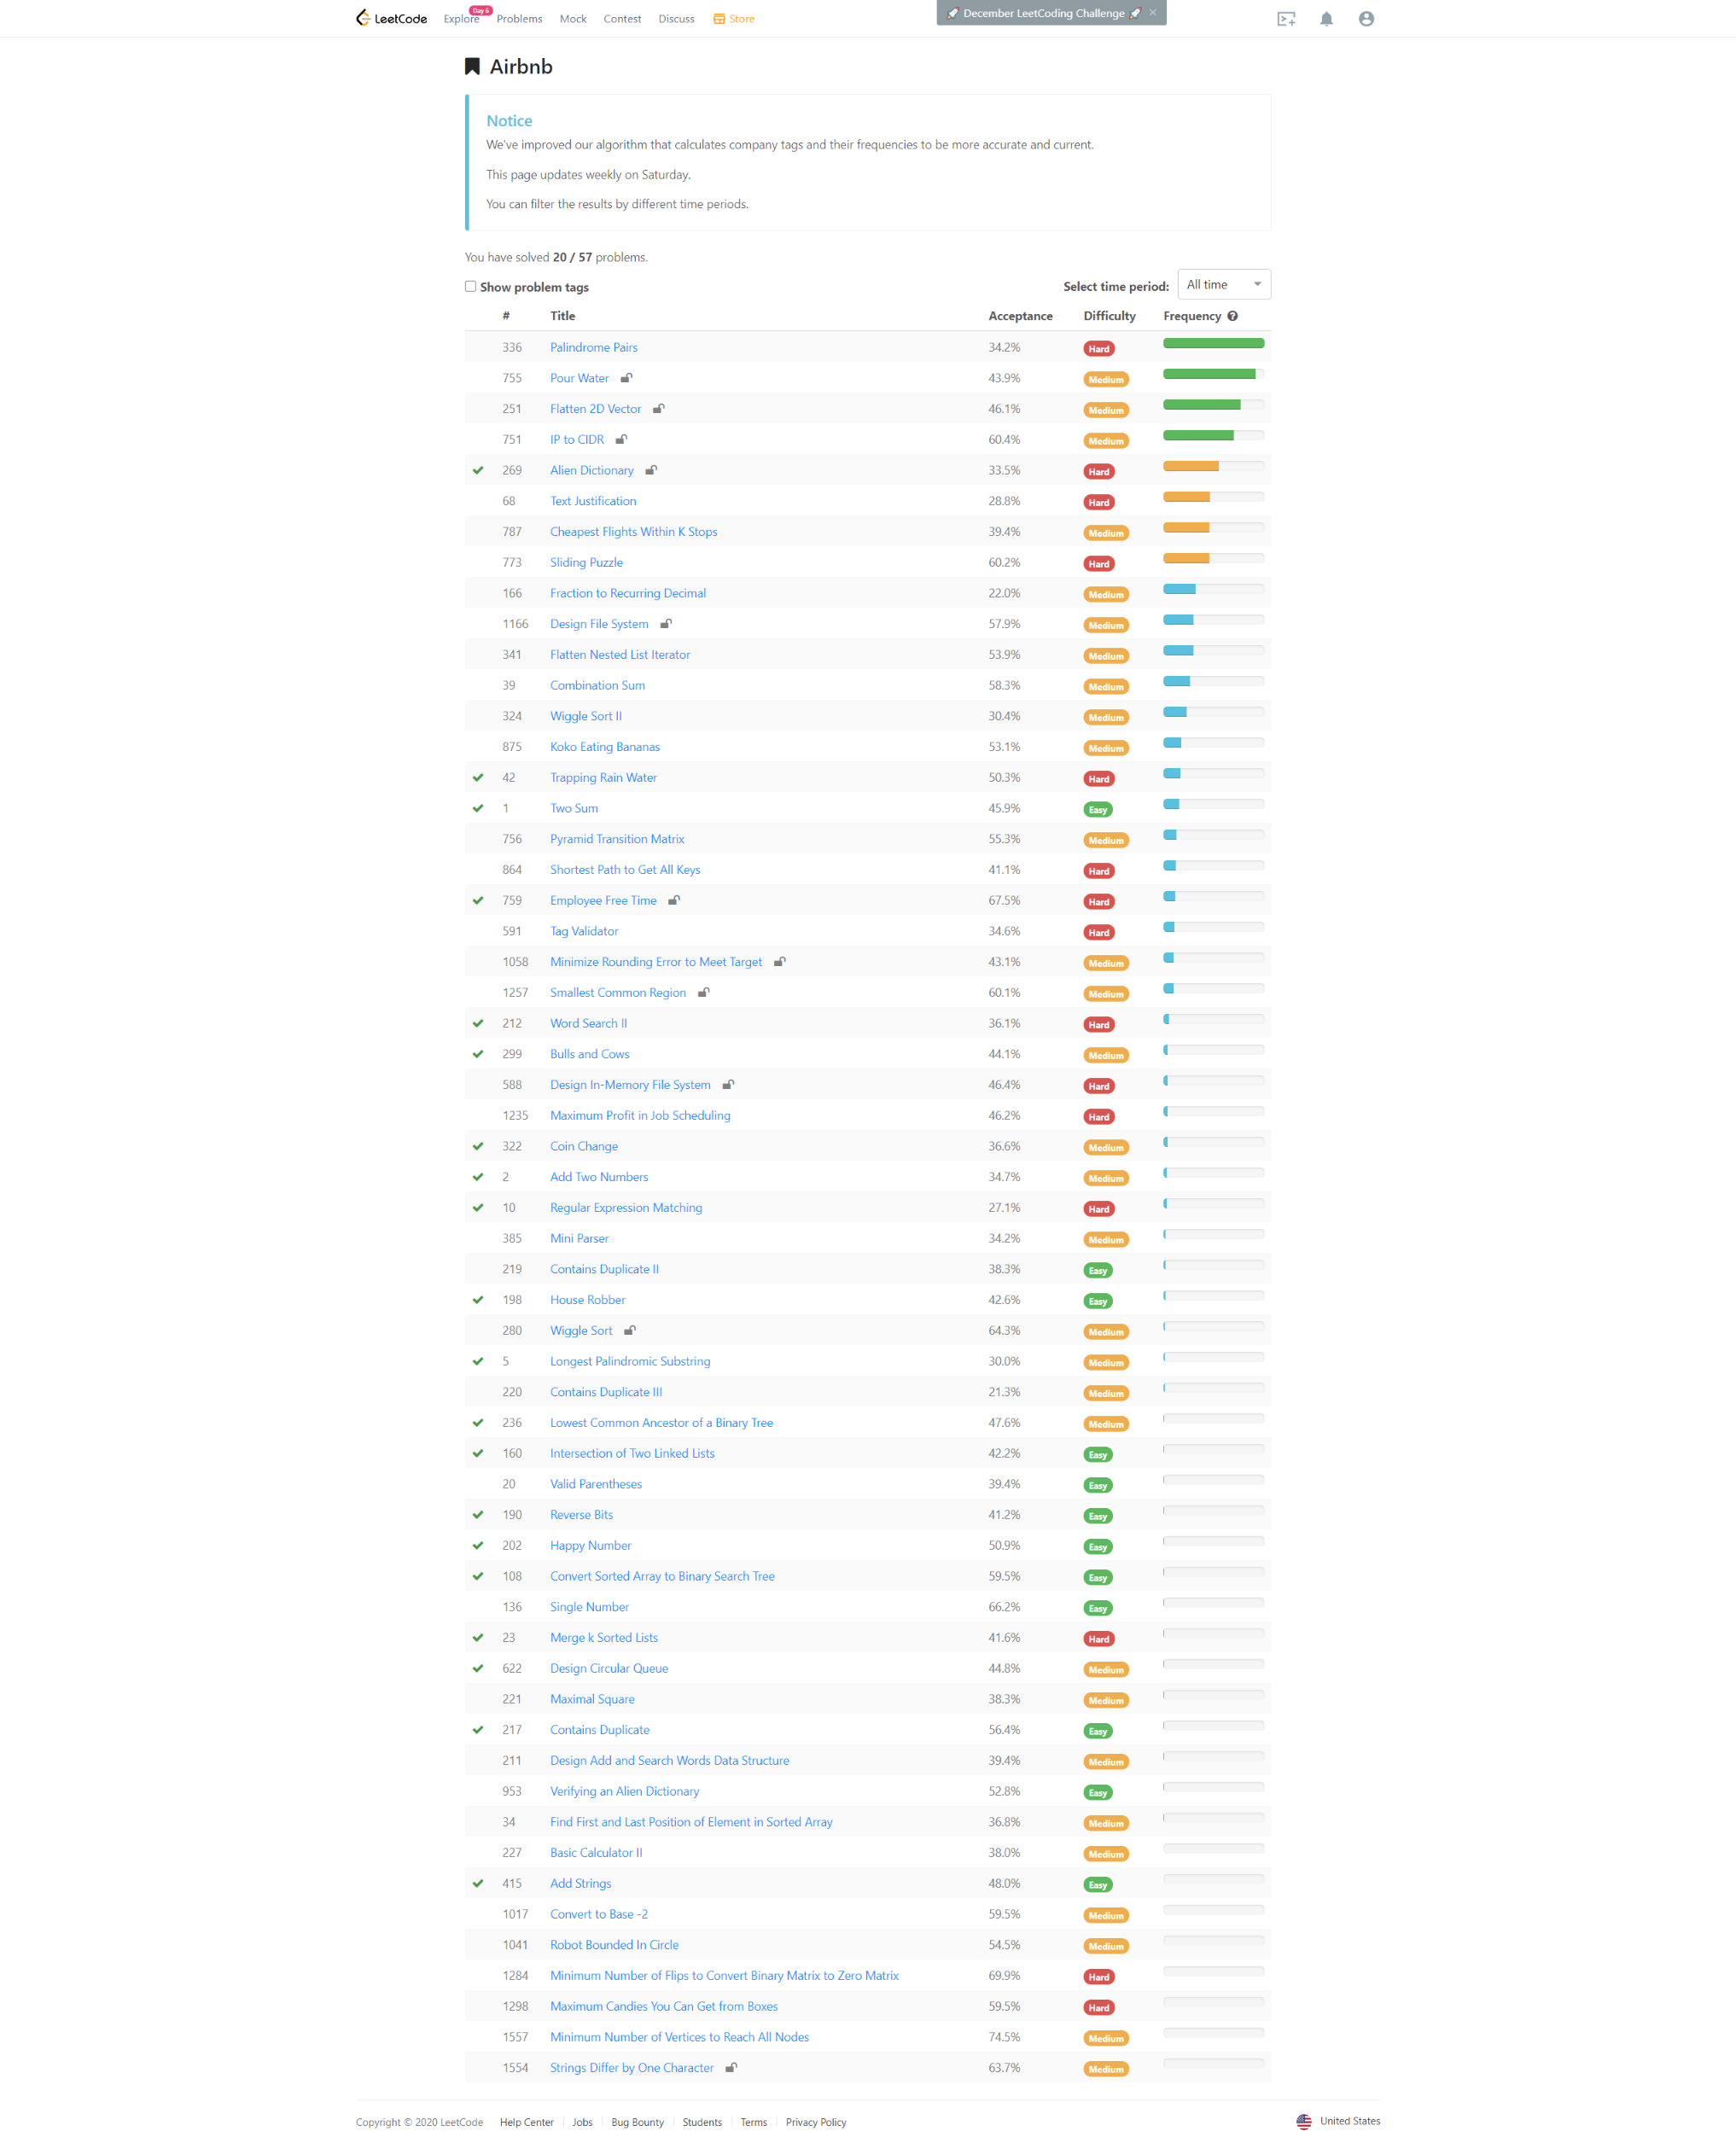 LeetCode Explore Day 6 Problems Mock Contest Discuss Store
🚀 December LeetCoding Challenge 🚀 ×
Airbnb
Notice
We've improved our algorithm that calculates company tags and their frequencies to be more accurate and current.
This page updates weekly on Saturday.
You can filter the results by different time periods.
You have solved 20 / 57 problems.
Show problem tags Select time period: All time
# Title Acceptance Difficulty Frequency
336 Palindrome Pairs 34.2% Hard
755 Pour Water 43.9% Medium
251 Flatten 2D Vector 46.1% Medium
751 IP to CIDR 60.4% Medium
269 Alien Dictionary 33.5% Hard
68 Text Justification 28.8% Hard
787 Cheapest Flights Within K Stops 39.4% Medium
773 Sliding Puzzle 60.2% Hard
166 Fraction to Recurring Decimal 22.0% Medium
1166 Design File System 57.9% Medium
341 Flatten Nested List Iterator 53.9% Medium
39 Combination Sum 58.3% Medium
324 Wiggle Sort II 30.4% Medium
875 Koko Eating Bananas 53.1% Medium
42 Trapping Rain Water 50.3% Hard
1 Two Sum 45.9% Easy
756 Pyramid Transition Matrix 55.3% Medium
864 Shortest Path to Get All Keys 41.1% Hard
759 Employee Free Time 67.5% Hard
591 Tag Validator 34.6% Hard
1058 Minimize Rounding Error to Meet Target 43.1% Medium
1257 Smallest Common Region 60.1% Medium
212 Word Search II 36.1% Hard
299 Bulls and Cows 44.1% Medium
588 Design In-Memory File System 46.4% Hard
1235 Maximum Profit in Job Scheduling 46.2% Hard
322 Coin Change 36.6% Medium
2 Add Two Numbers 34.7% Medium
10 Regular Expression Matching 27.1% Hard
385 Mini Parser 34.2% Medium
219 Contains Duplicate II 38.3% Easy
198 House Robber 42.6% Easy
280 Wiggle Sort 64.3% Medium
5 Longest Palindromic Substring 30.0% Medium
220 Contains Duplicate III 21.3% Medium
236 Lowest Common Ancestor of a Binary Tree 47.6% Medium
160 Intersection of Two Linked Lists 42.2% Easy
20 Valid Parentheses 39.4% Easy
190 Reverse Bits 41.2% Easy
202 Happy Number 50.9% Easy
108 Convert Sorted Array to Binary Search Tree 59.5% Easy
136 Single Number 66.2% Easy
23 Merge k Sorted Lists 41.6% Hard
622 Design Circular Queue 44.8% Medium
221 Maximal Square 38.3% Medium
217 Contains Duplicate 56.4% Easy
211 Design Add and Search Words Data Structure 39.4% Medium
953 Verifying an Alien Dictionary 52.8% Easy
34 Find First and Last Position of Element in Sorted Array 36.8% Medium
227 Basic Calculator II 38.0% Medium
415 Add Strings 48.0% Easy
1017 Convert to Base -2 59.5% Medium
1041 Robot Bounded In Circle 54.5% Medium
1284 Minimum Number of Flips to Convert Binary Matrix to Zero Matrix 69.9% Hard
1298 Maximum Candies You Can Get from Boxes 59.5% Hard
1557 Minimum Number of Vertices to Reach All Nodes 74.5% Medium
1554 Strings Differ by One Character 63.7% Medium
Copyright © 2020 LeetCode Help Center Jobs Bug Bounty Students Terms Privacy Policy United States